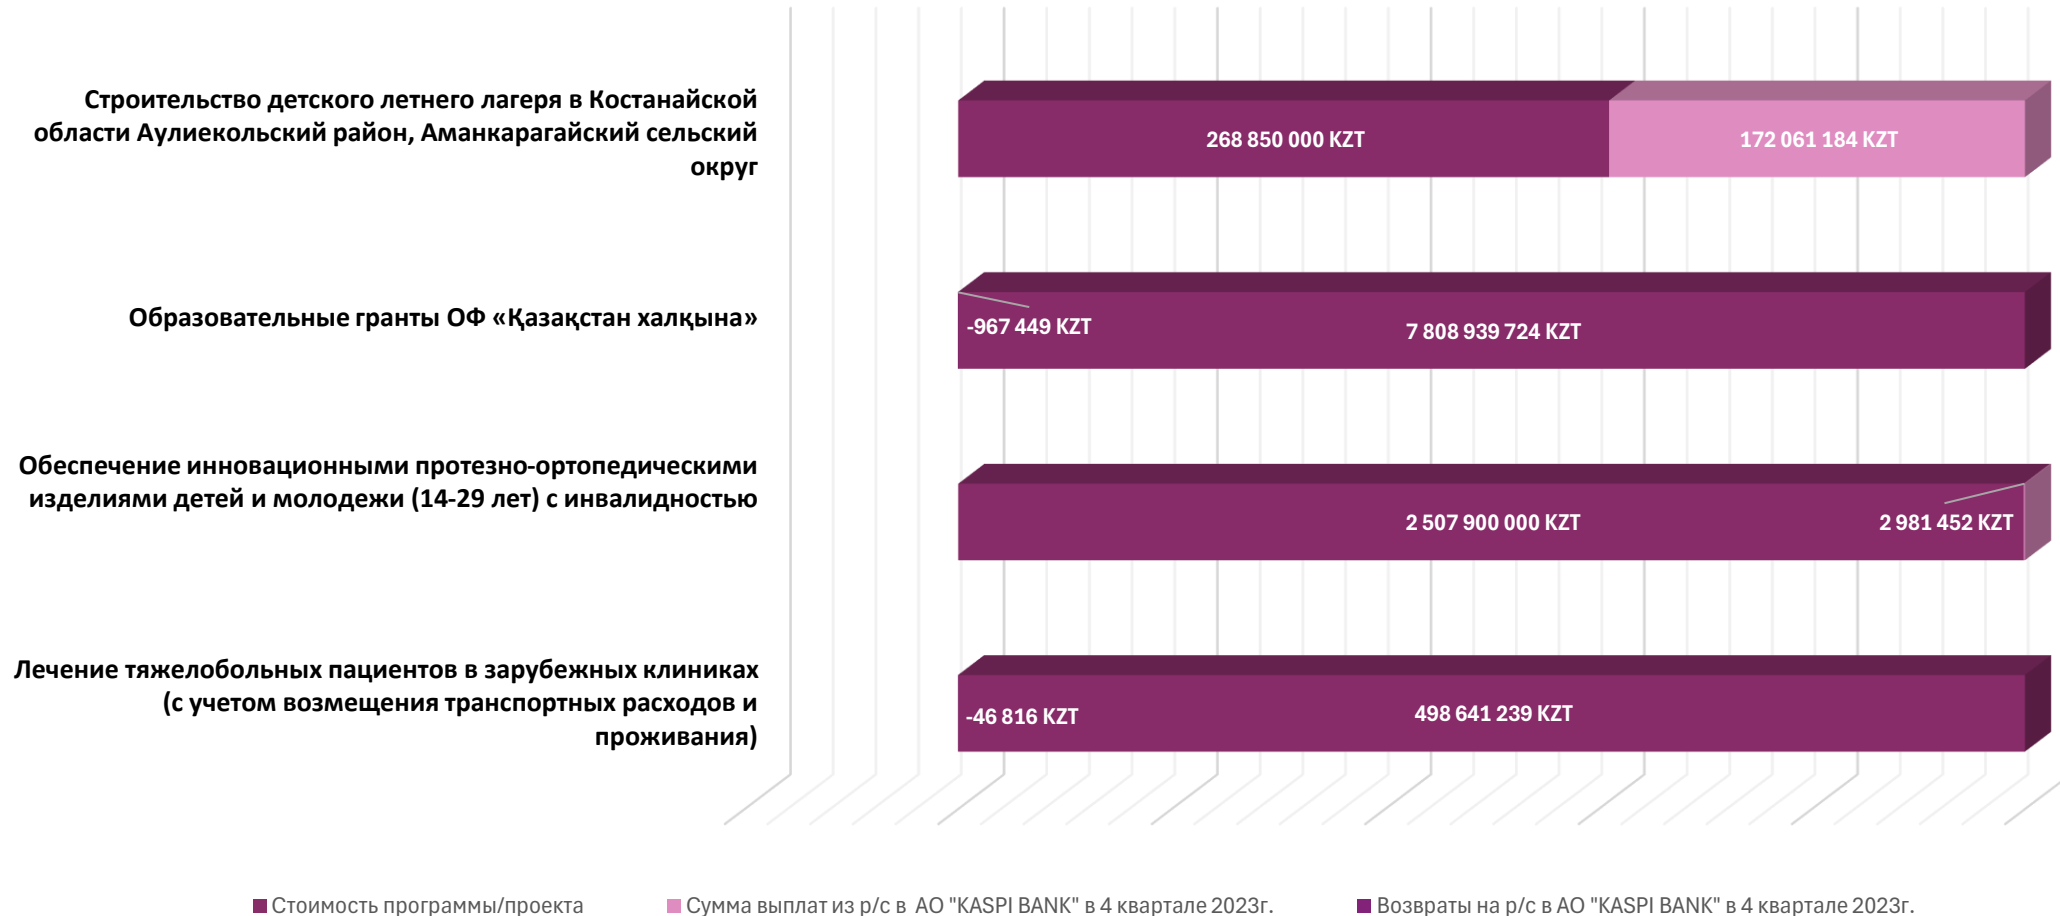 Строительство детского летнего лагеря в Костанайской
области Аулиекольский район, Аманкарагайский сельский
округ
268 850 000 KZT
172 061 184 KZT
Образовательные гранты ОФ «Қазақстан халқына»
-967 449 KZT
7 808 939 724 KZT
Обеспечение инновационными протезно-ортопедическими
изделиями детей и молодежи (14-29 лет) с инвалидностью
2 507 900 000 KZT
2 981 452 KZT
Лечение тяжелобольных пациентов в зарубежных клиниках
(с учетом возмещения транспортных расходов и
проживания)
-46 816 KZT
498 641 239 KZT
Стоимость программы/проекта
Сумма выплат из р/с в АО "KASPI BANK" в 4 квартале 2023г.
Возвраты на р/с в АО "KASPI BANK" в 4 квартале 2023г.